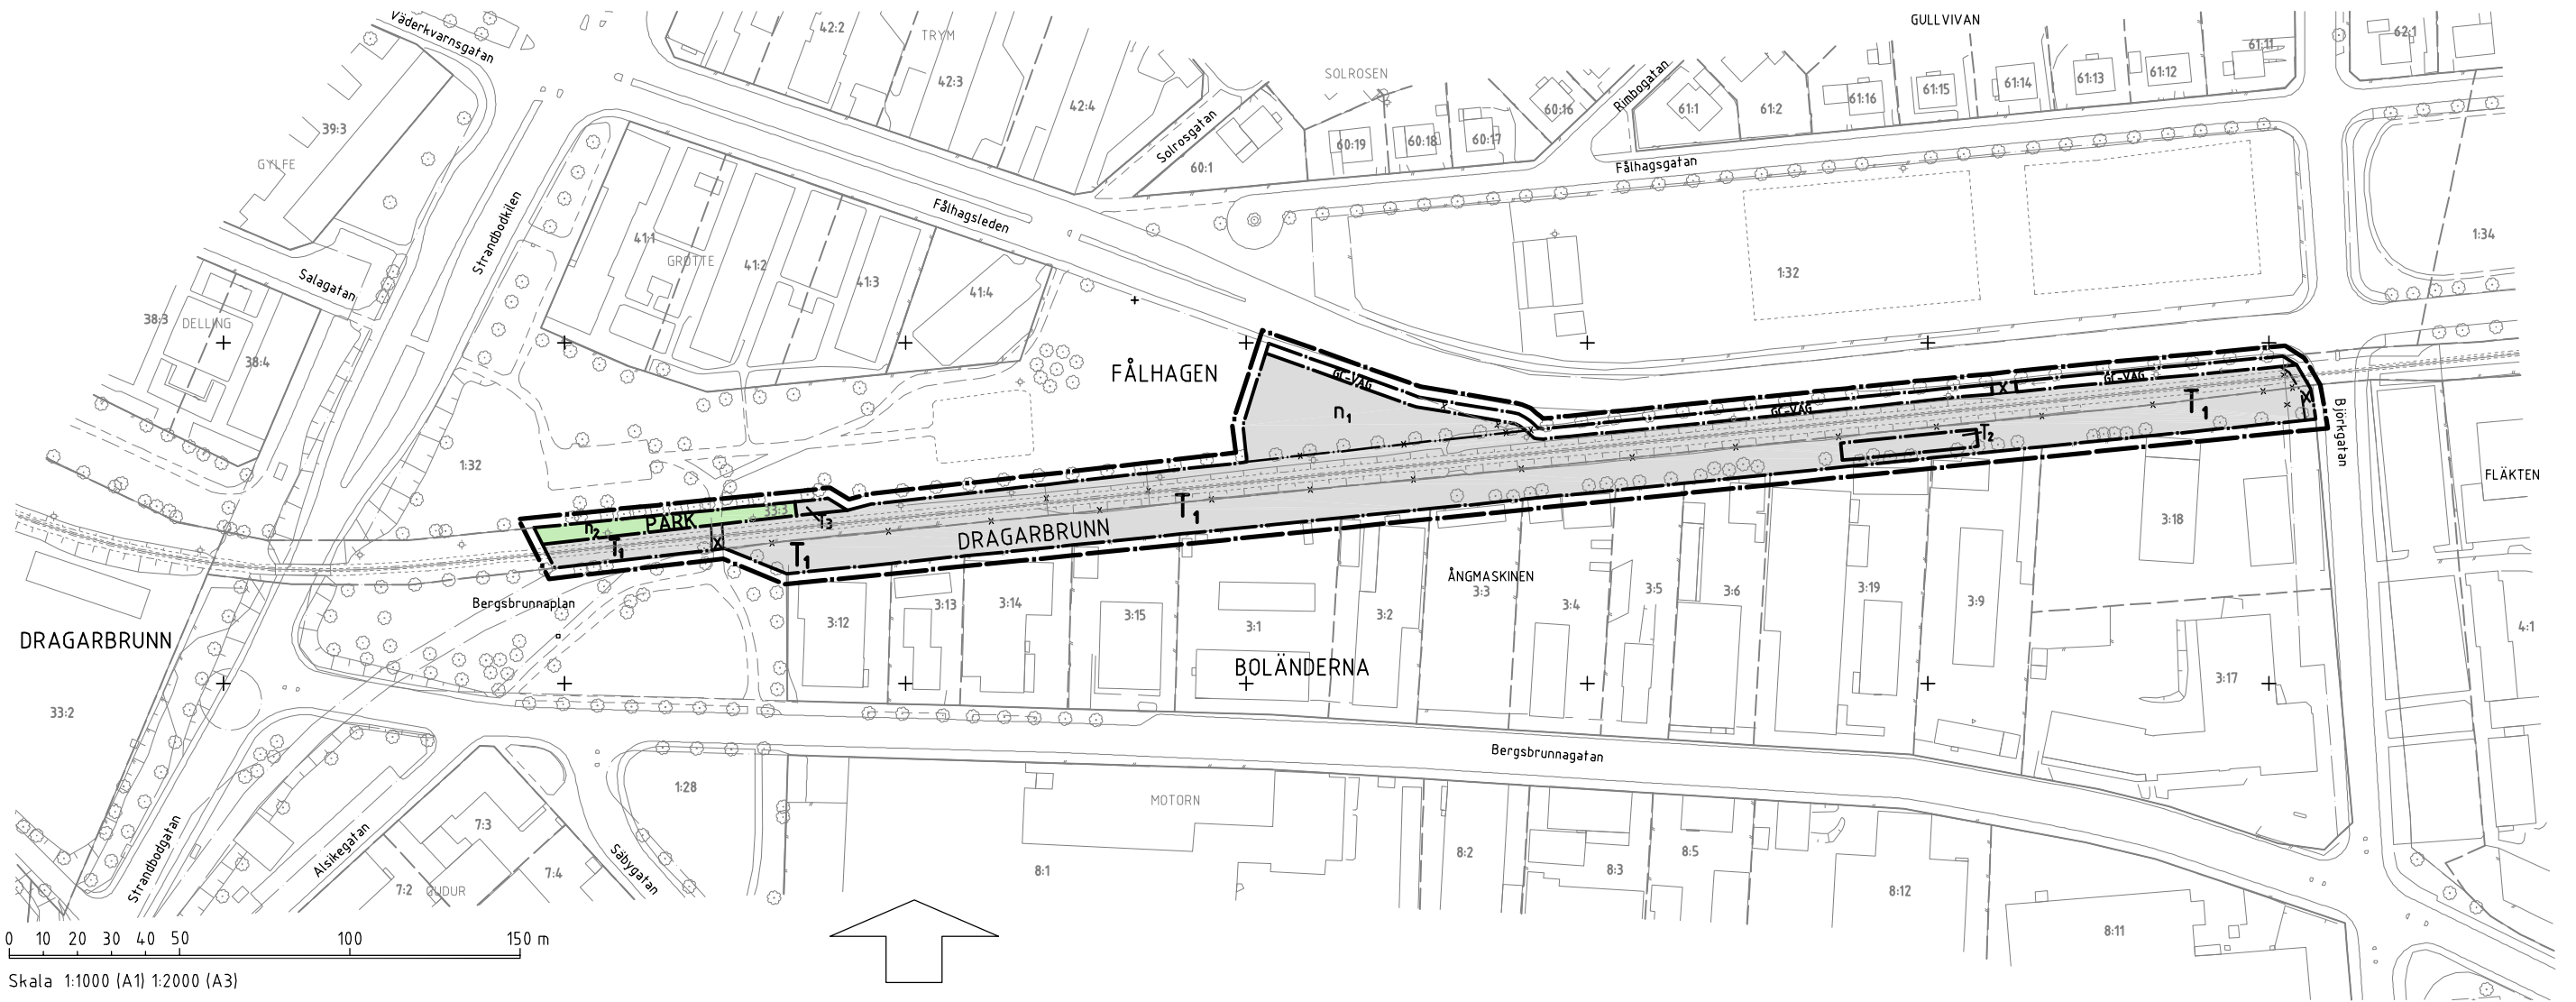 Väderkvarnsgatan
42:2
TRYM
GULLVIVAN
62:1
61:11
42:3
42:4
SOLROSEN
Rimbogatan
61:12
61:13
61:14
61:15
61:16
61:1
61:2
60:16
39:3
GYLFE
Solrosgatan
60:19
60:18
60:17
60:1
Fålhagsgatan
Strandbodkilen
Fålhagsleden
41:1
GROTTE
41:2
41:3
41:4
1:32
1:34
Salagatan
38:3
DELLING
38:4
FÅLHAGEN
GC-VÄG
n1
GC-VÄG
x
GC-VÄG
T1
x
Björkgatan
T2
1:32
FLÄKTEN
n2
PARK
33:3
T3
T1
x
T1
DRAGARBRUNN
T1
3:18
ÅNGMASKINEN
Bergsbrunnaplan
3:12
3:13
3:14
3:15
3:1
3:2
3:3
3:4
3:5
3:6
3:19
3:9
4:1
DRAGARBRUNN
BOLÄNDERNA
3:17
33:2
Bergsbrunnagatan
1:28
MOTORN
Strandbodgatan
Alsikegatan
7:3
7:4
7:2
GUDUR
Säbygatan
8:1
8:2
8:3
8:5
8:12
8:11
0 10 20 30 40 50 100 150 m
Skala 1:1000 (A1) 1:2000 (A3)